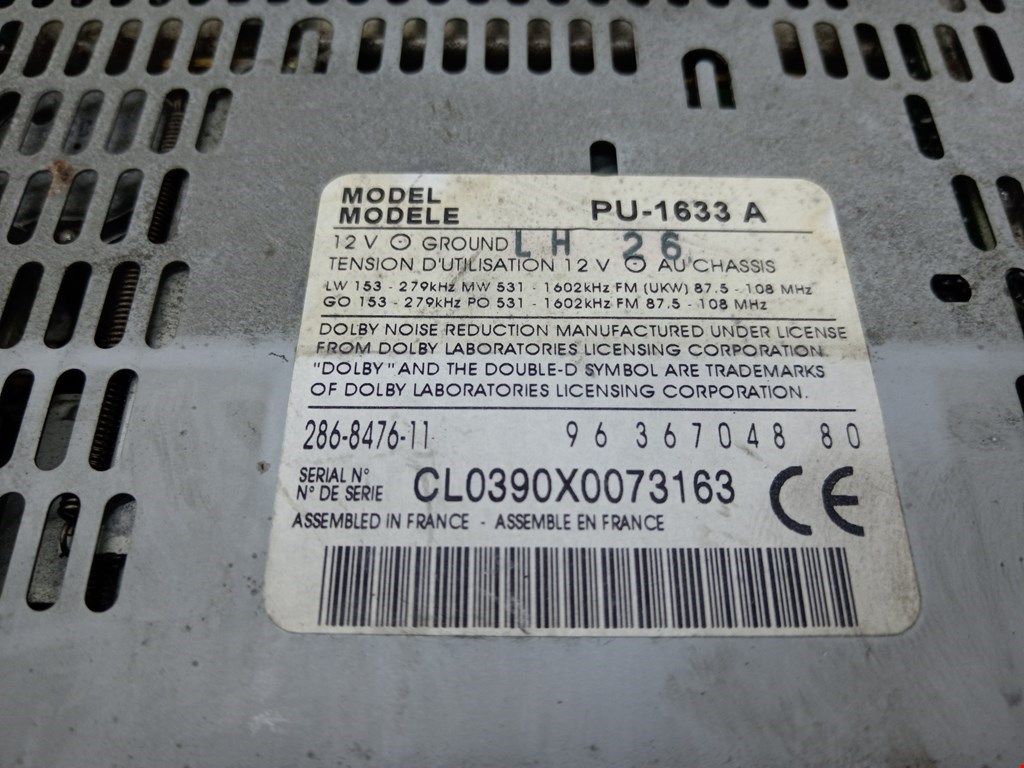 MODEL
MODELE PU-1633 A
12 V ⊙ GROUND LH 26
TENSION D'UTILISATION 12 V ⊙ AU CHASSIS
LW 153 - 279kHz MW 531 - 1602kHz FM (UKW) 87.5 - 108 MHz
GO 153 - 279kHz PO 531 - 1602kHz FM 87.5 - 108 MHz
DOLBY NOISE REDUCTION MANUFACTURED UNDER LICENSE
FROM DOLBY LABORATORIES LICENSING CORPORATION
"DOLBY" AND THE DOUBLE-D SYMBOL ARE TRADEMARKS
OF DOLBY LABORATORIES LICENSING CORPORATION.
286-8476-11 96 367048 80
SERIAL N°
N° DE SERIE CL0390X0073163 CE
ASSEMBLED IN FRANCE - ASSEMBLE EN FRANCE